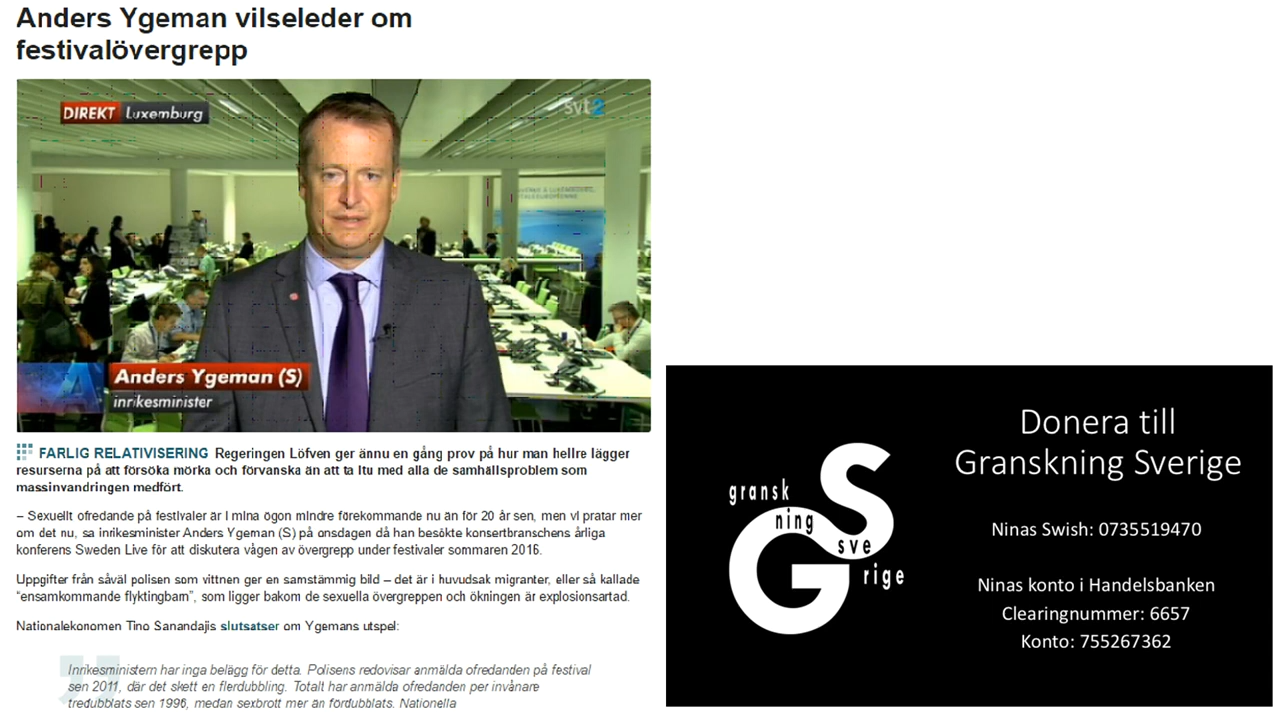 Anders Ygeman vilseleder om
festivalövergrepp
DIREKT Luxemburg
svt2
Anders Ygeman (S)
inrikesminister
FARLIG RELATIVISERING Regeringen Löfven ger ännu en gång prov på hur man hellre lägger
resurserna på att försöka mörka och förvanska än att ta itu med alla de samhällsproblem som
massinvandringen medfört.
– Sexuellt ofredande på festivaler är i mina ögon mindre förekommande nu än för 20 år sen, men vi pratar mer
om det nu, sa inrikesminister Anders Ygeman (S) på onsdagen då han besökte konsertbranschens årliga
konferens Sweden Live för att diskutera vågen av övergrepp under festivaler sommaren 2016.
Uppgifter från såväl polisen som vittnen ger en samstämmig bild – det är i huvudsak migranter, eller så kallade
"ensamkommande flyktingbarn", som ligger bakom de sexuella övergreppen och ökningen är explosionsartad.
Nationalekonomen Tino Sanandajis slutsatser om Ygemans utspel:
Inrikesministern har inga belägg för detta. Polisens redovisar anmälda ofredanden på festival
sen 2011, där det skett en flerdubbling. Totalt har anmälda ofredanden per invånare
tredubblats sen 1996, medan sexbrott mer än fördubblats. Nationella
gransk
ning
sve
rige
GS
Donera till
Granskning Sverige
Ninas Swish: 0735519470
Ninas konto i Handelsbanken
Clearingnummer: 6657
Konto: 755267362